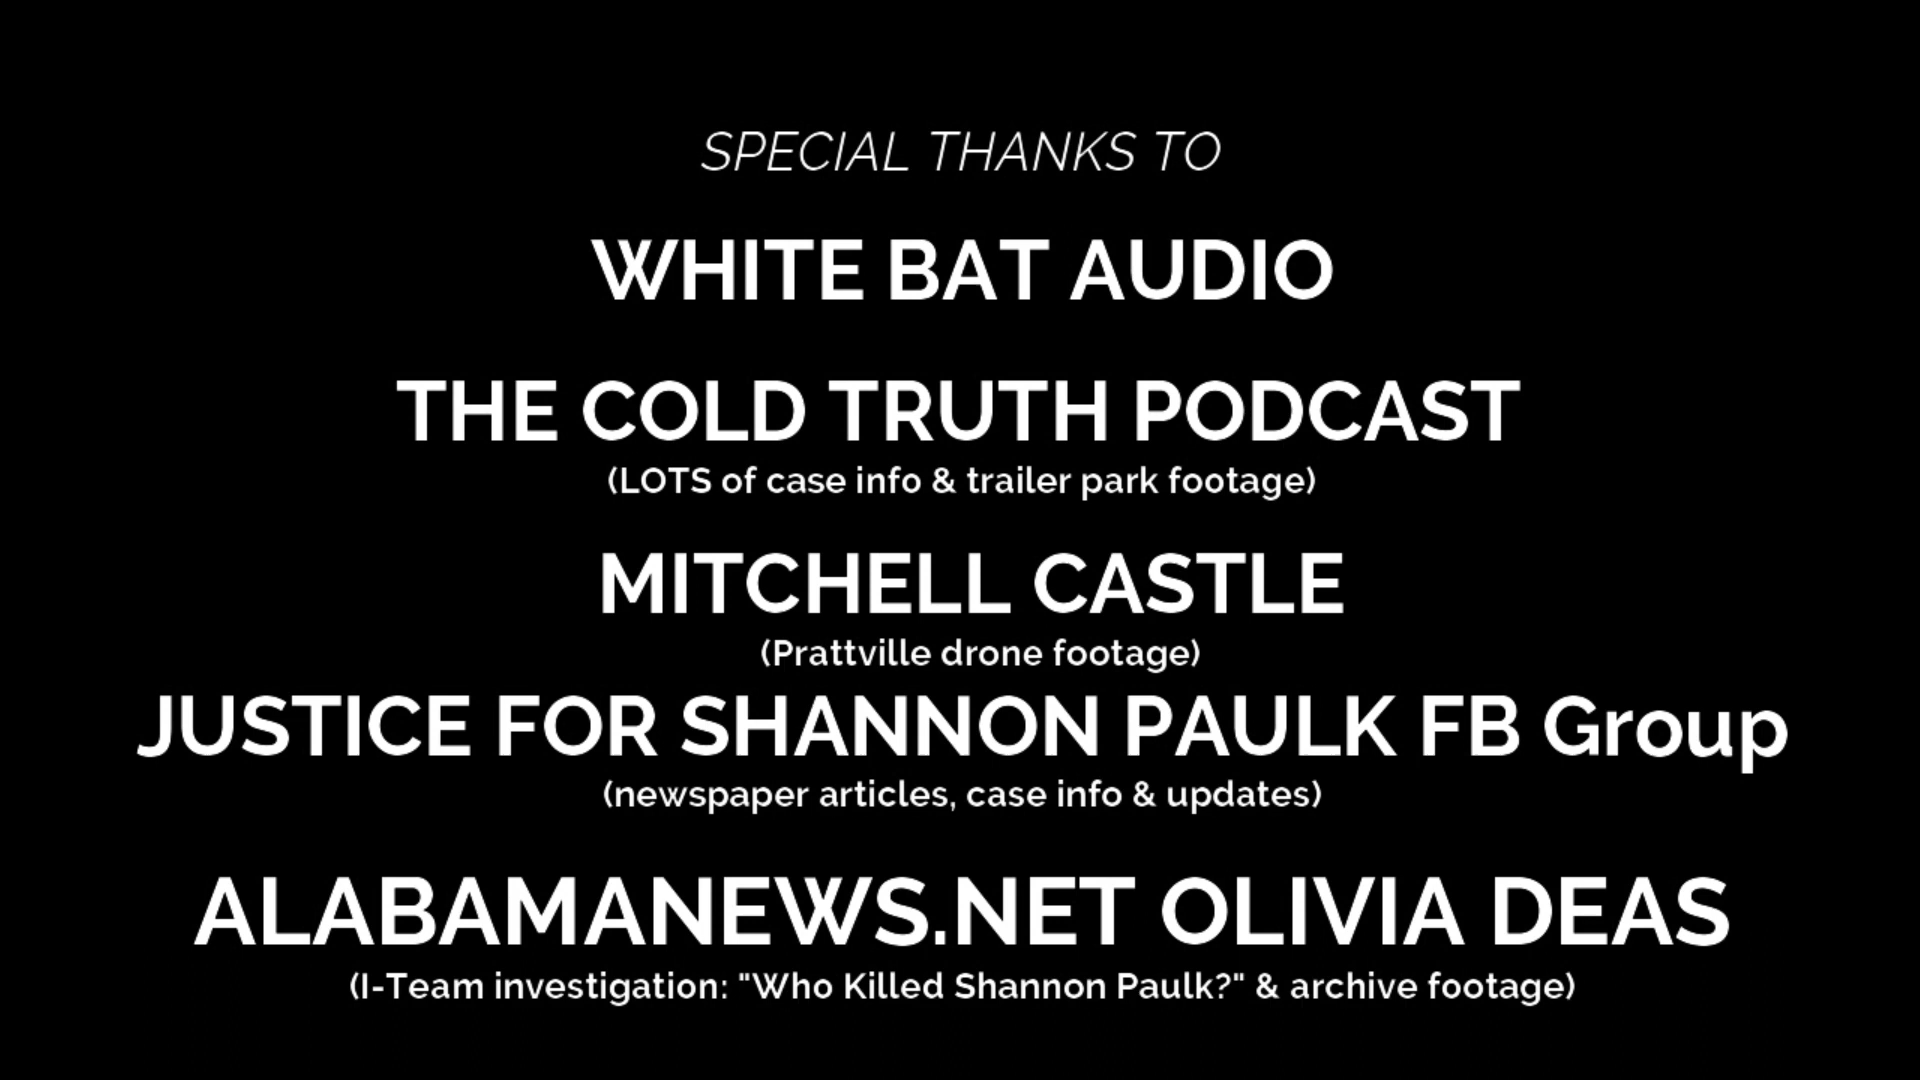 SPECIAL THANKS TO
WHITE BAT AUDIO
THE COLD TRUTH PODCAST
(LOTS of case info & trailer park footage)
MITCHELL CASTLE
(Prattville drone footage)
JUSTICE FOR SHANNON PAULK FB Group
(newspaper articles, case info & updates)
ALABAMANEWS.NET OLIVIA DEAS
(I-Team investigation: "Who Killed Shannon Paulk?" & archive footage)